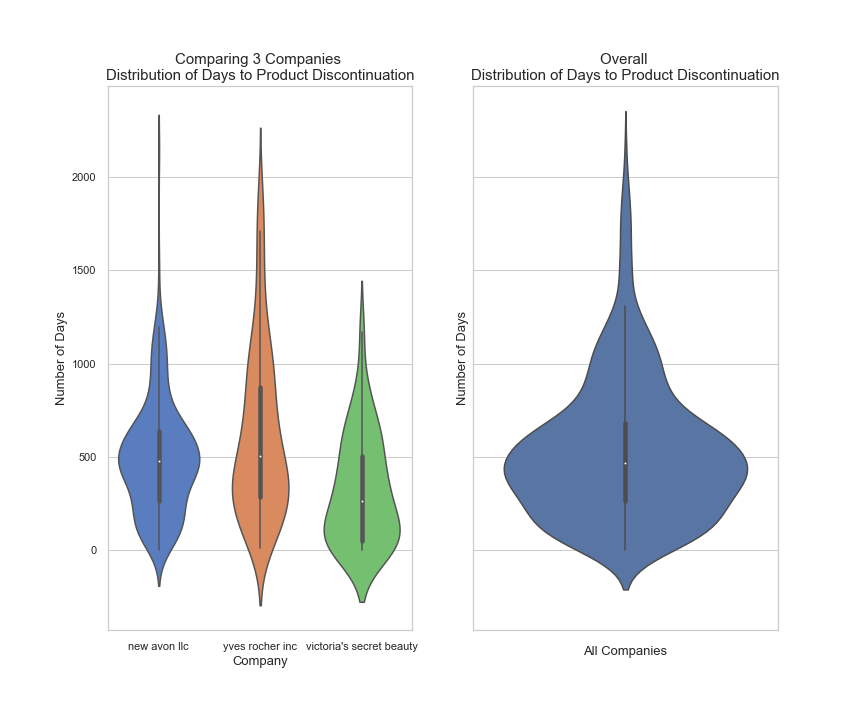 Comparing 3 Companies
Distribution of Days to Product Discontinuation
Number of Days
2000
1500
1000
500
0
new avon llc
yves rocher inc
victoria's secret beauty
Company
Overall
Distribution of Days to Product Discontinuation
Number of Days
All Companies